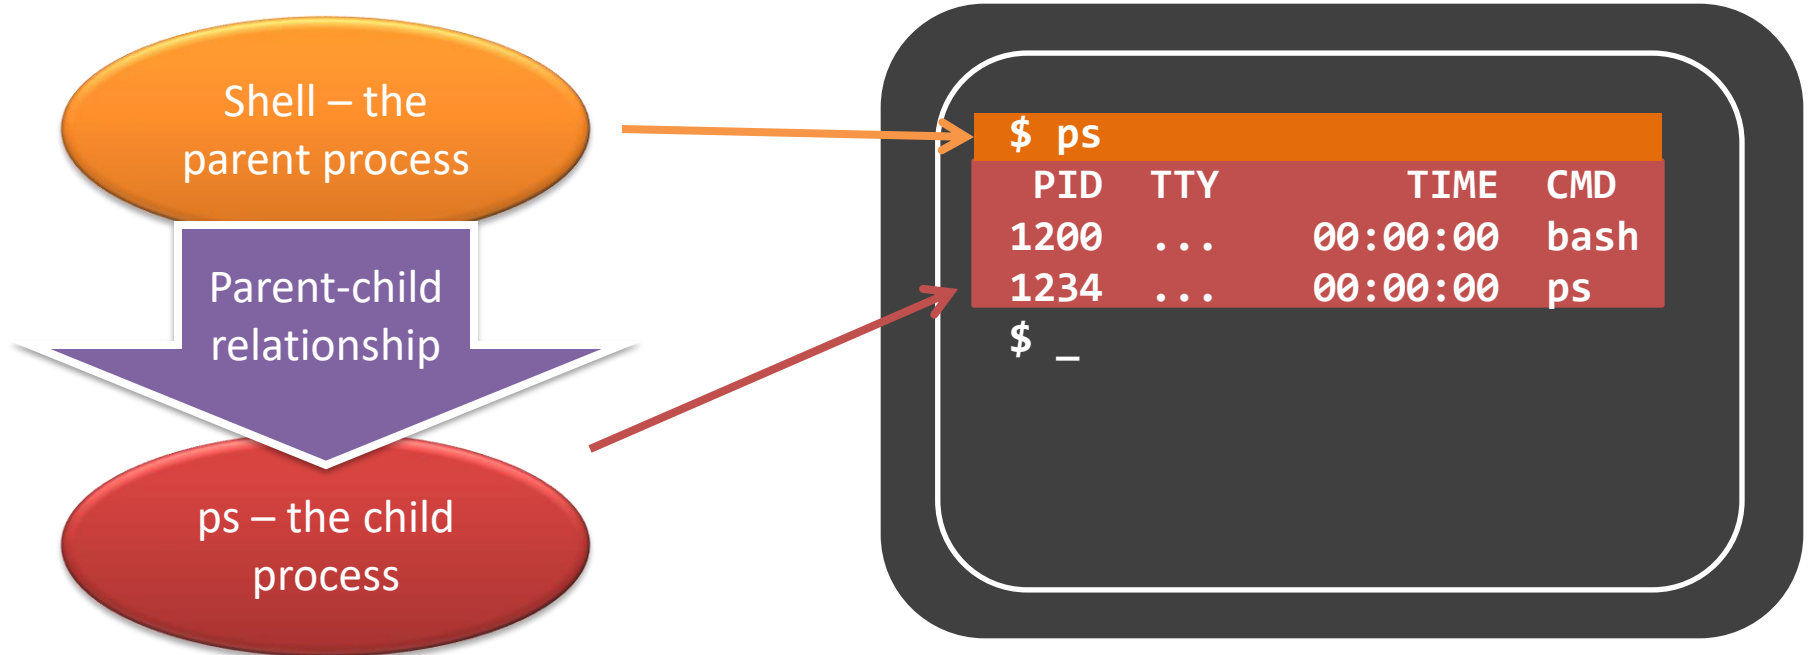 Shell – the
parent process
Parent-child
relationship
ps – the child
process
$ ps
PID TTY TIME CMD
1200 ... 00:00:00 bash
1234 ... 00:00:00 ps
$ _